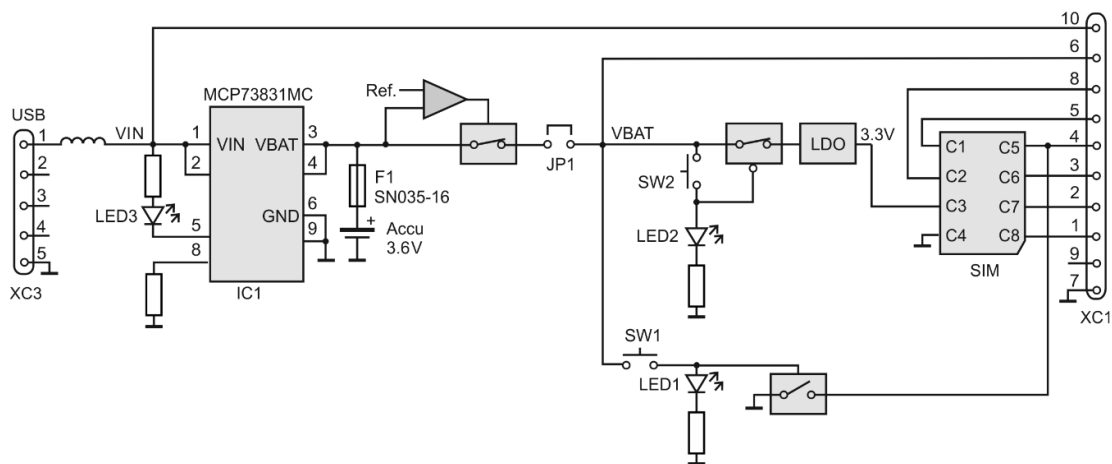 10
6
8
5
4
3
2
1
9
7
XC1
USB
1
2
3
4
5
XC3
VIN
LED3
MCP73831MC
1
2
5
8
VIN
VBAT
GND
3
4
6
9
IC1
Ref.
F1
SN035-16
+
Accu
3.6V
JP1
VBAT
SW2
LED2
LDO
3.3V
C1
C2
C3
C4
C5
C6
C7
C8
SIM
SW1
LED1